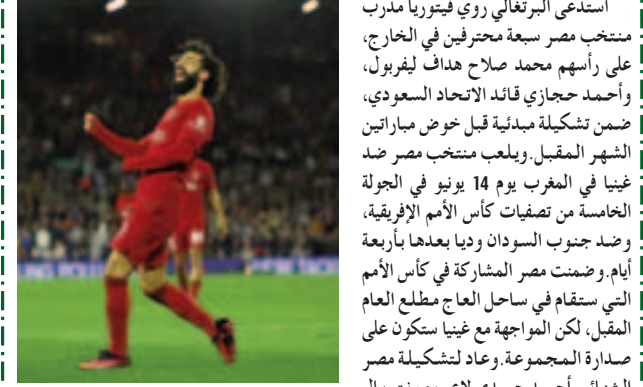 استدعى البرتغالي روي فيتوريا مدرب
منتخب مصر سبعة محترفين في الخارج،
على رأسهم محمد صلاح هداف ليفربول،
وأحمد حجازي قائد الاتحاد السعودي،
ضمن تشكيلة مبدئية قبل خوض مباراتين
الشهر المقبل.ويلعب منتخب مصر ضد
غينيا في المغرب يوم 14 يونيو في الجولة
الخامسة من تصفيات كأس الأمم الإفريقية،
وضد جنوب السودان وديا بعدها بأربعة
أيام.وضمنت مصر المشاركة في كأس الأمم
التي ستقام في ساحل العاج مطلع العام
المقبل، لكن المواجهة مع غينيا ستكون على
صدارة المجموعة.وعاد لتشكيلة مصر